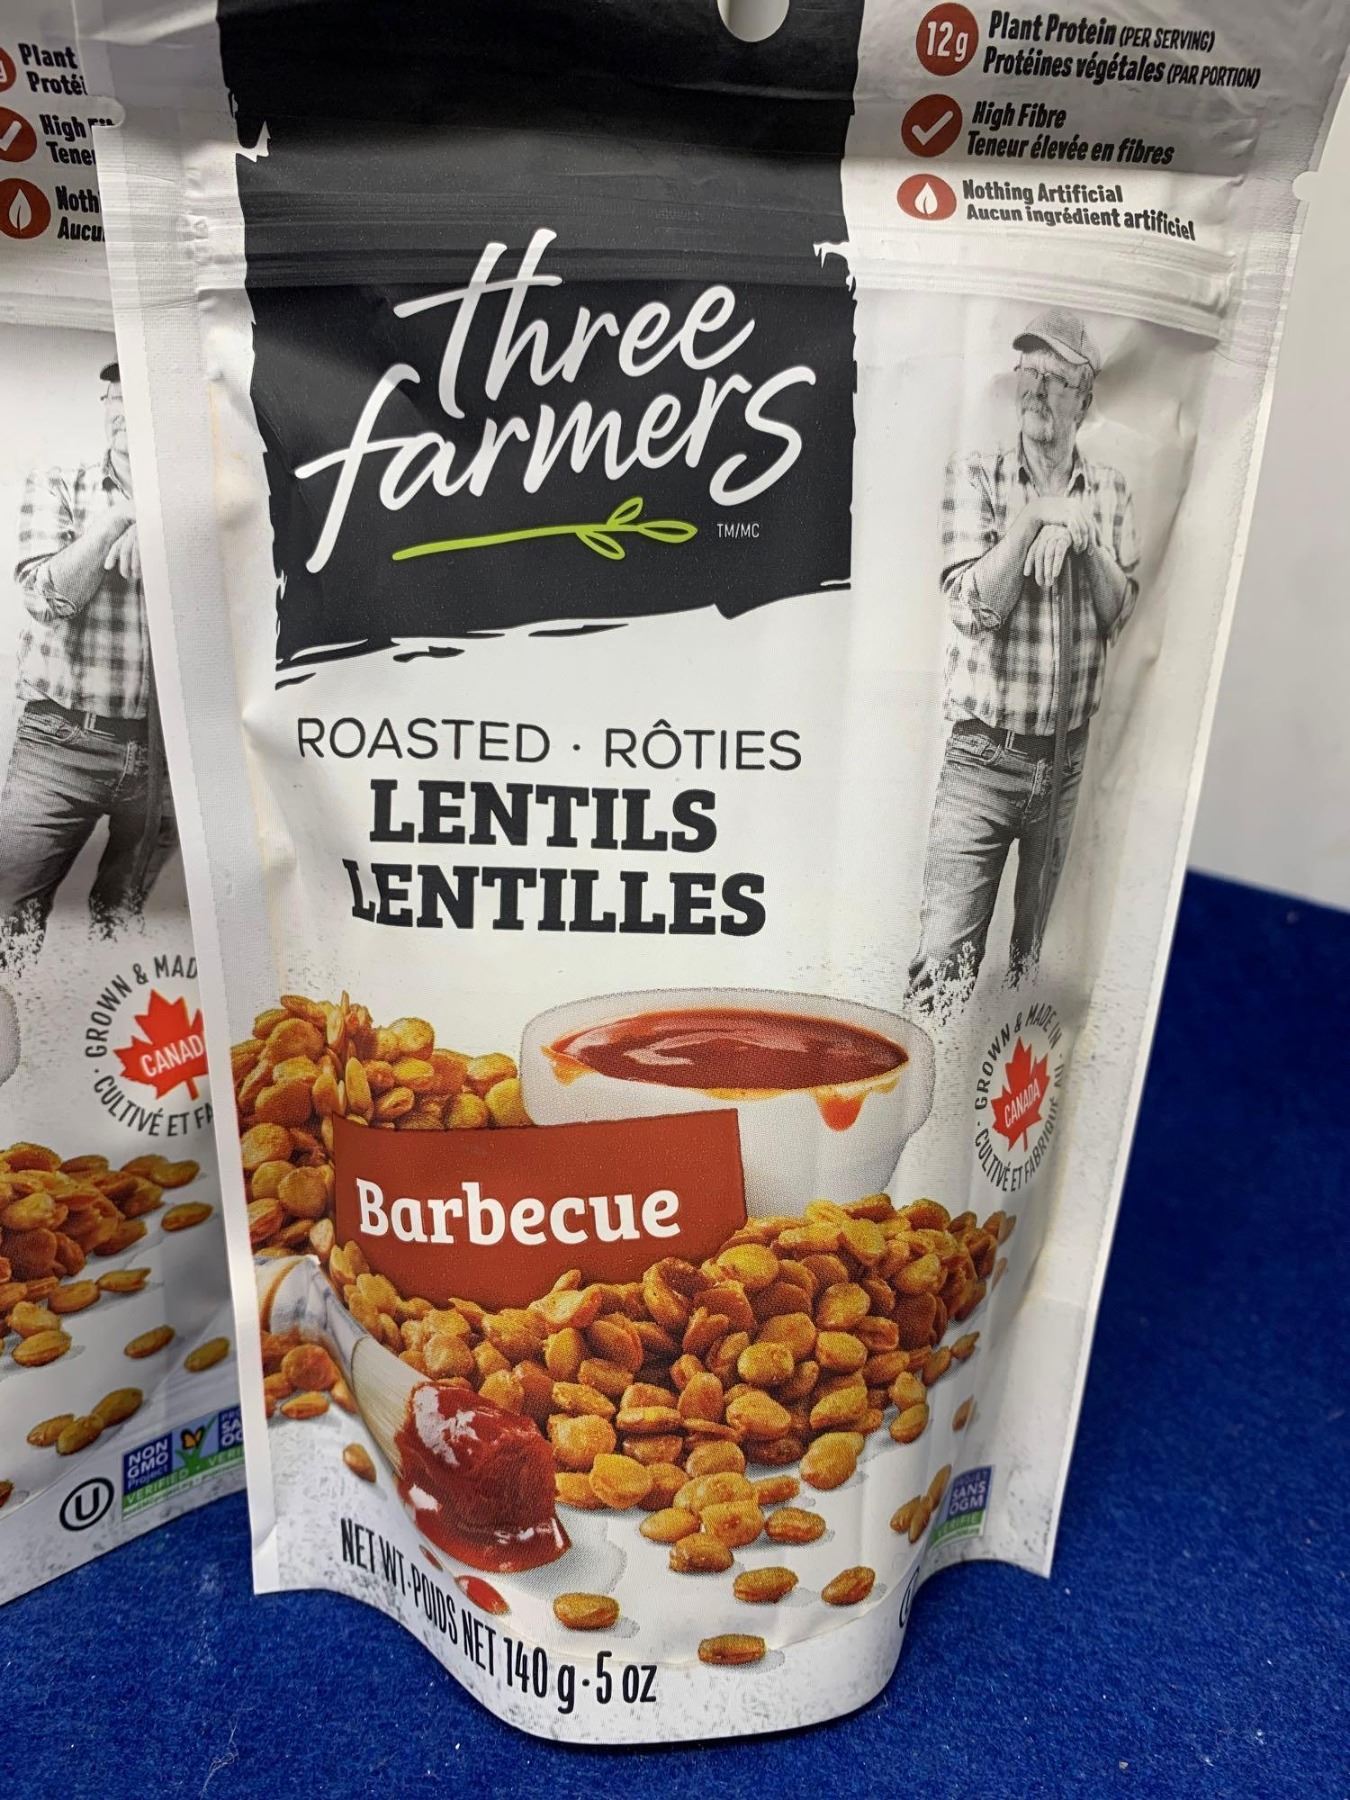 Plant
High
Tene
Noth
Aucu
GROWN & MAD
CANAD
CULTIVÉ ET FA
NON
GMO
Project
VERIFIED
U
12g Plant Protein (PER SERVING)
Protéines végétales (PAR PORTION)
High Fibre
Teneur élevée en fibres
Nothing Artificial
Aucun ingrédient artificiel
three
farmers
TM/MC
ROASTED · RÔTIES
LENTILS
LENTILLES
GROWN & MADE IN
CANADA
CULTIVÉ ET FABRIQUÉ AU
Barbecue
SANS
OGM
VERIFIE
NET WT·POIDS NET 140 g·5 oz